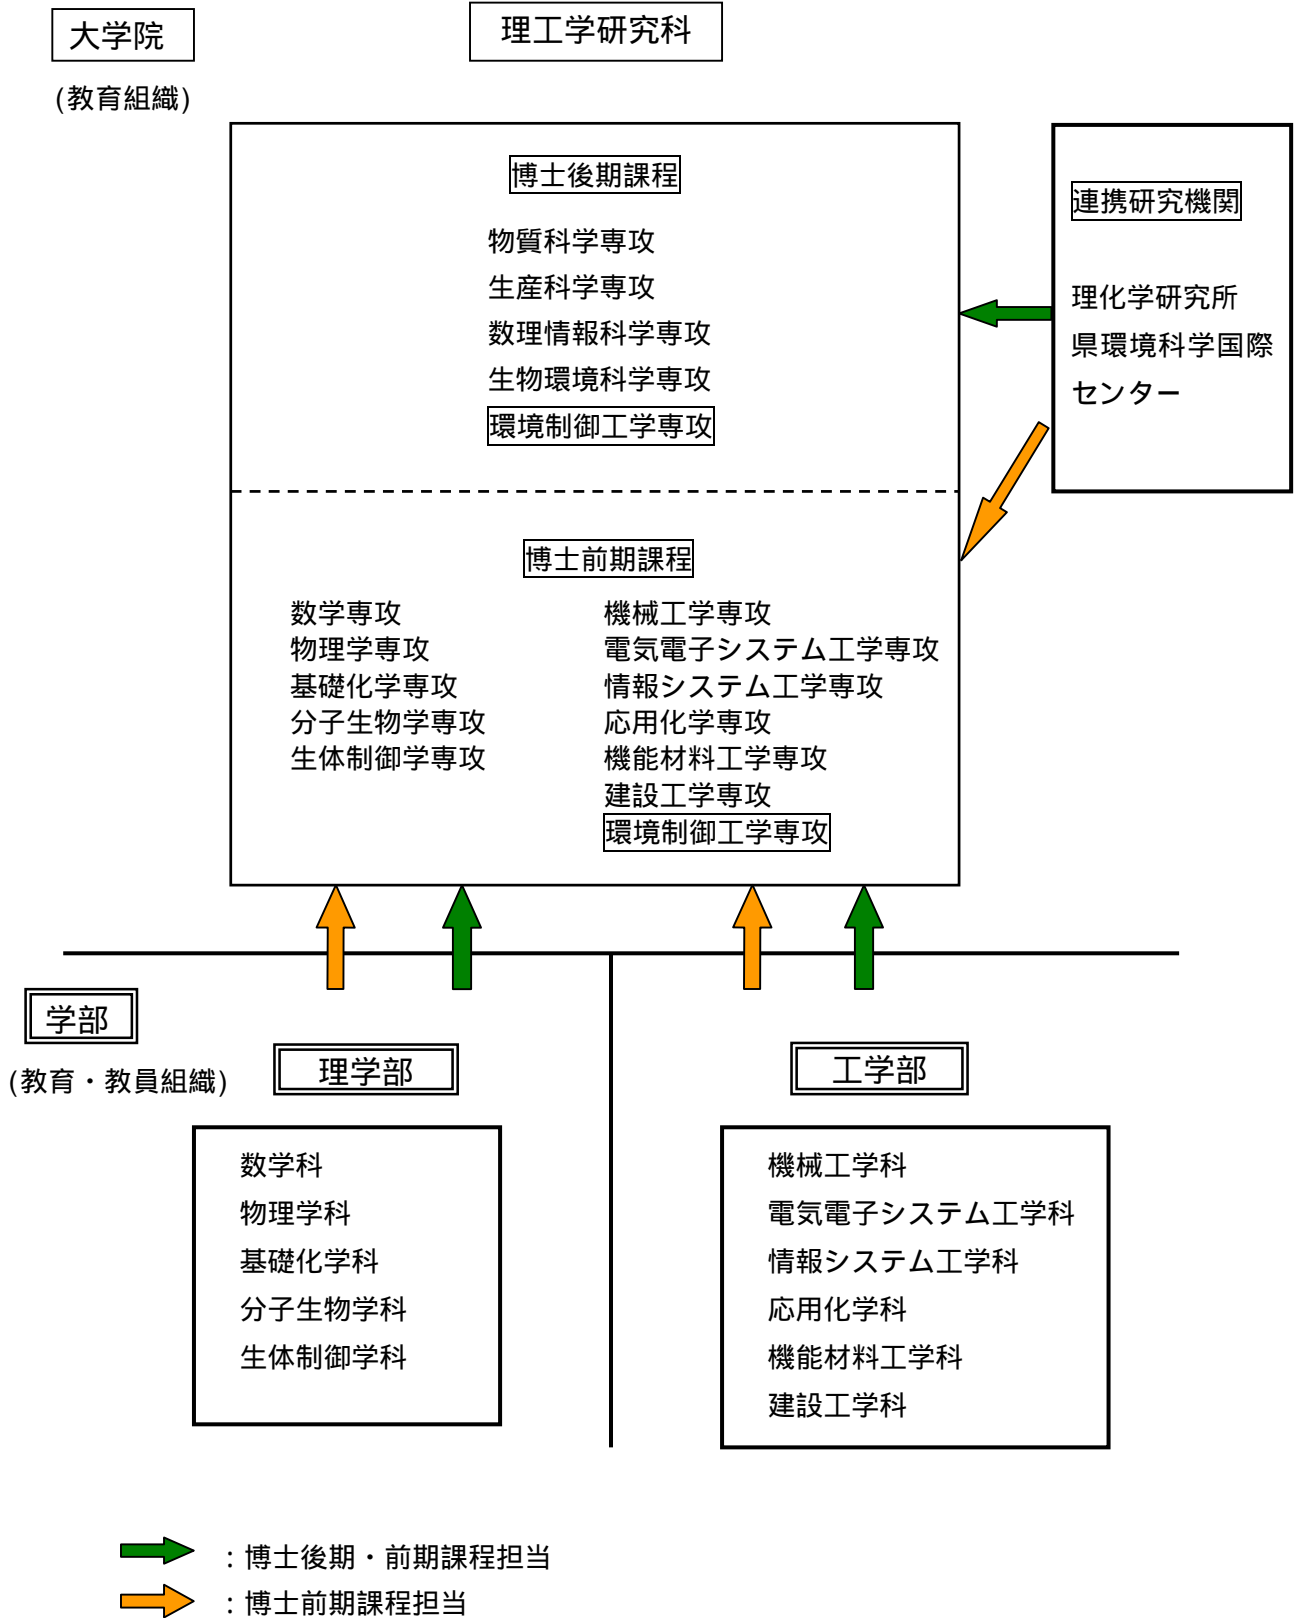 大学院
理工学研究科
(教育組織)
博士後期課程
物質科学専攻
生産科学専攻
数理情報科学専攻
生物環境科学専攻
環境制御工学専攻
連携研究機関
理化学研究所
県環境科学国際
センター
博士前期課程
数学専攻
物理学専攻
基礎化学専攻
分子生物学専攻
生体制御学専攻
機械工学専攻
電気電子システム工学専攻
情報システム工学専攻
応用化学専攻
機能材料工学専攻
建設工学専攻
環境制御工学専攻
学部
(教育・教員組織)
理学部
数学科
物理学科
基礎化学科
分子生物学科
生体制御学科
工学部
機械工学科
電気電子システム工学科
情報システム工学科
応用化学科
機能材料工学科
建設工学科
：博士後期・前期課程担当
：博士前期課程担当